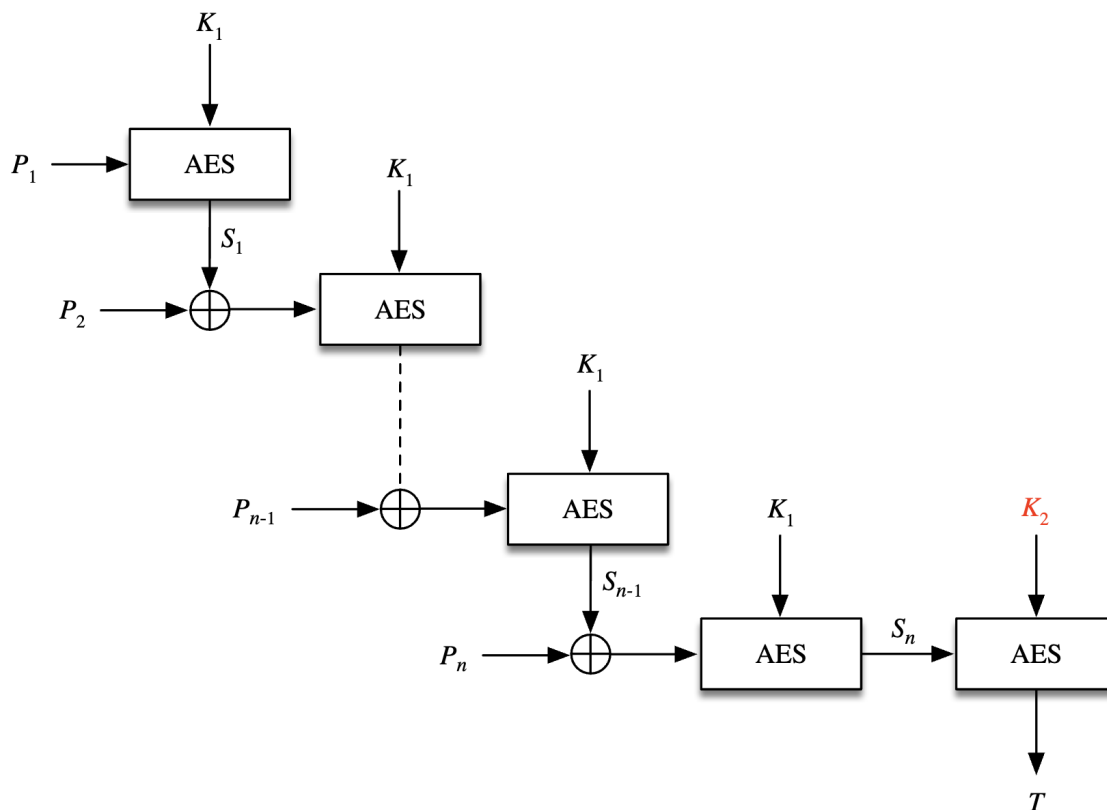 K₁
P₁ AES
K₁
S₁
P₂ AES
K₁
Pₙ₋₁ AES K₁ K₂
Sₙ₋₁
Pₙ AES Sₙ AES
T